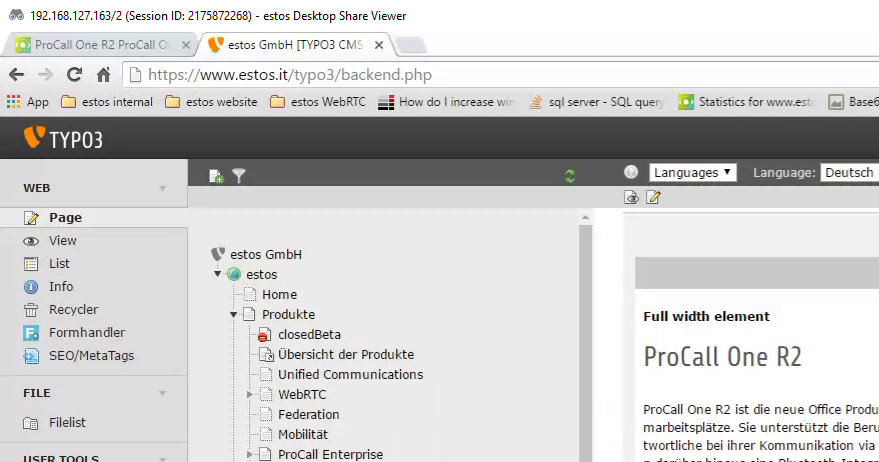 192.168.127.163/2 (Session ID: 2175872268) - estos Desktop Share Viewer
ProCall One R2 ProCall O
estos GmbH [TYPO3 CMS
https://www.estos.it/typo3/backend.php
App estos internal estos website estos WebRTC How do I increase win sql server - SQL query Statistics for www.est Base6
TYPO3
WEB
Languages Language: Deutsch
Page
View
List
Info
Recycler
Formhandler
SEO/MetaTags
FILE
Filelist
USER TOOLS
estos GmbH
estos
Home
Produkte
closedBeta
Übersicht der Produkte
Unified Communications
WebRTC
Federation
Mobilität
ProCall Enterprise
Full width element
ProCall One R2
ProCall One R2 ist die neue Office Produ
marbeitsplätze. Sie unterstützt die Beru
twortliche bei ihrer Kommunikation via